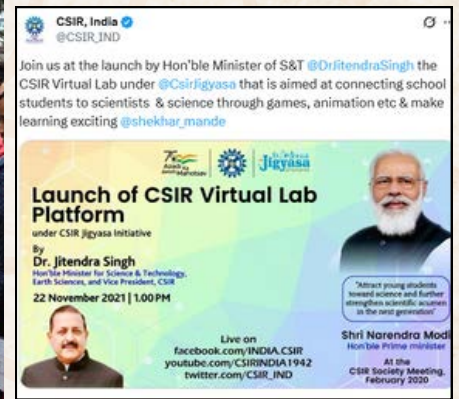 CSIR, India
@CSIR_IND
Join us at the launch by Hon'ble Minister of S&T @DrJitendraSingh the
CSIR Virtual Lab under @CsirJigyasa that is aimed at connecting school
students to scientists & science through games, animation etc & make
learning exciting @shekhar_mande
Azadi Ka
Amrit Mahotsav
Jigyasa
Launch of CSIR Virtual Lab
Platform
under CSIR Jigyasa Initiative
By
Dr. Jitendra Singh
Hon'ble Minister for Science & Technology,
Earth Sciences, and Vice President, CSIR
22 November 2021 | 1.00 PM
"Attract young students
toward science and further
strengthen scientific acumen
in the next generation"
Shri Narendra Modi
Hon'ble Prime minister
At the
CSIR Society Meeting,
February 2020
Live on
facebook.com/INDIA.CSIR
youtube.com/CSIRINDIA1942
twitter.com/CSIR_IND